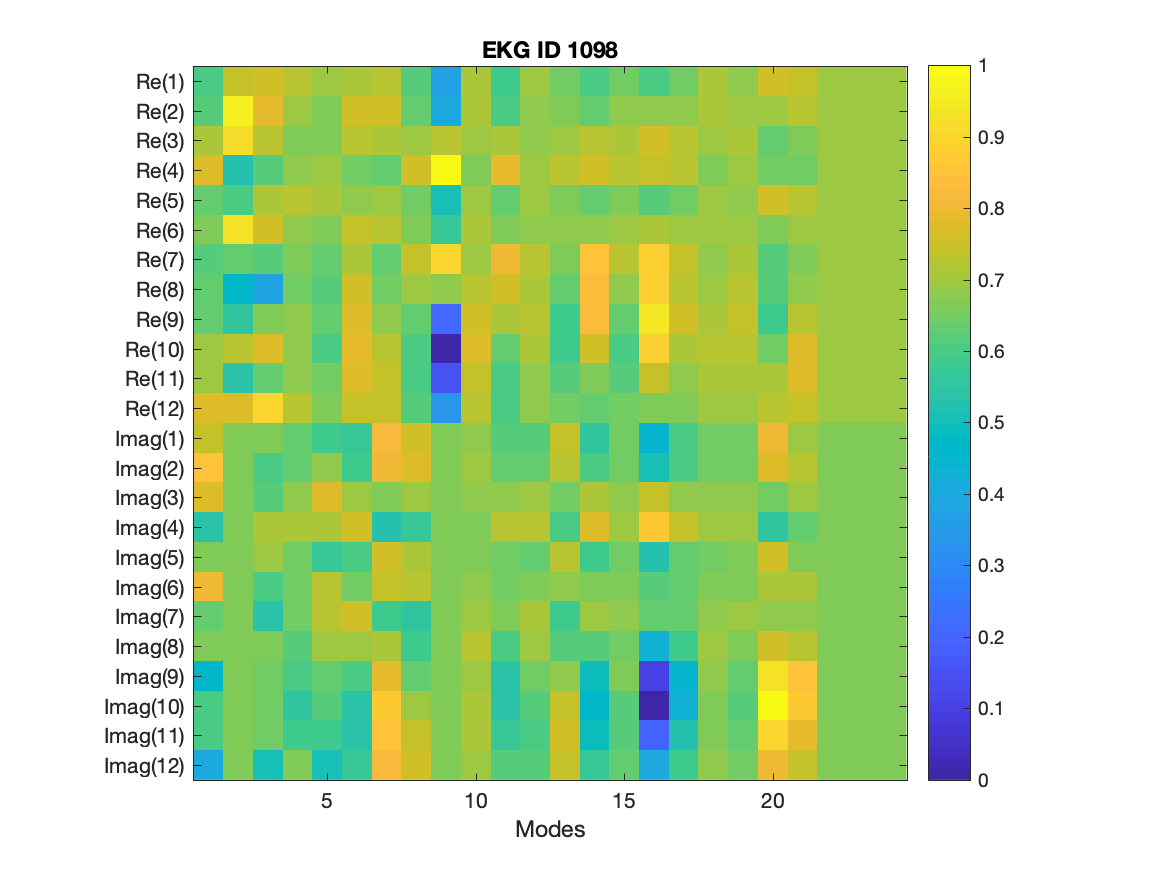 EKG ID 1098
Re(1)
Re(2)
Re(3)
Re(4)
Re(5)
Re(6)
Re(7)
Re(8)
Re(9)
Re(10)
Re(11)
Re(12)
Imag(1)
Imag(2)
Imag(3)
Imag(4)
Imag(5)
Imag(6)
Imag(7)
Imag(8)
Imag(9)
Imag(10)
Imag(11)
Imag(12)
5 10 15 20
Modes
1
0.9
0.8
0.7
0.6
0.5
0.4
0.3
0.2
0.1
0